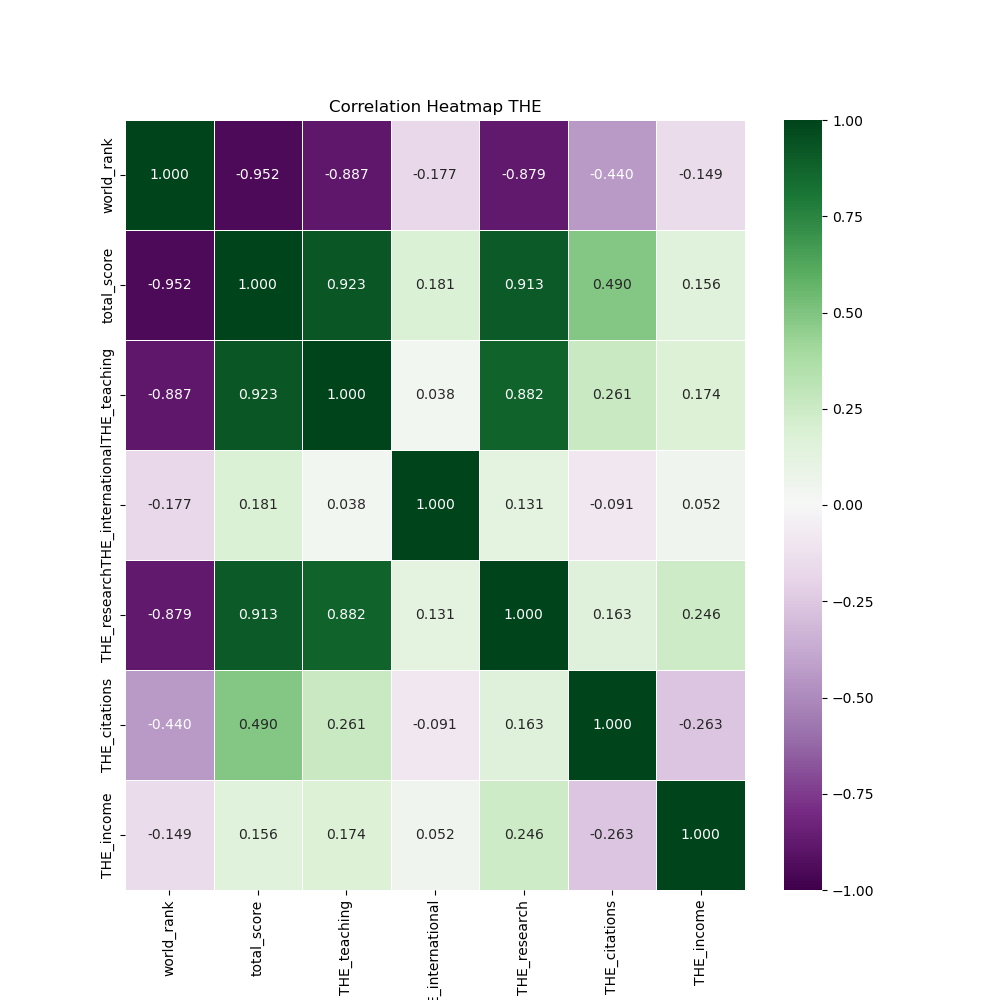 Correlation Heatmap THE
world_rank 1.000 -0.952 -0.887 -0.177 -0.879 -0.440 -0.149
total_score -0.952 1.000 0.923 0.181 0.913 0.490 0.156
THE_teaching -0.887 0.923 1.000 0.038 0.882 0.261 0.174
THE_international -0.177 0.181 0.038 1.000 0.131 -0.091 0.052
THE_research -0.879 0.913 0.882 0.131 1.000 0.163 0.246
THE_citations -0.440 0.490 0.261 -0.091 0.163 1.000 -0.263
THE_income -0.149 0.156 0.174 0.052 0.246 -0.263 1.000
world_rank
total_score
THE_teaching
E_international
THE_research
THE_citations
THE_income
1.00
0.75
0.50
0.25
0.00
−0.25
−0.50
−0.75
−1.00